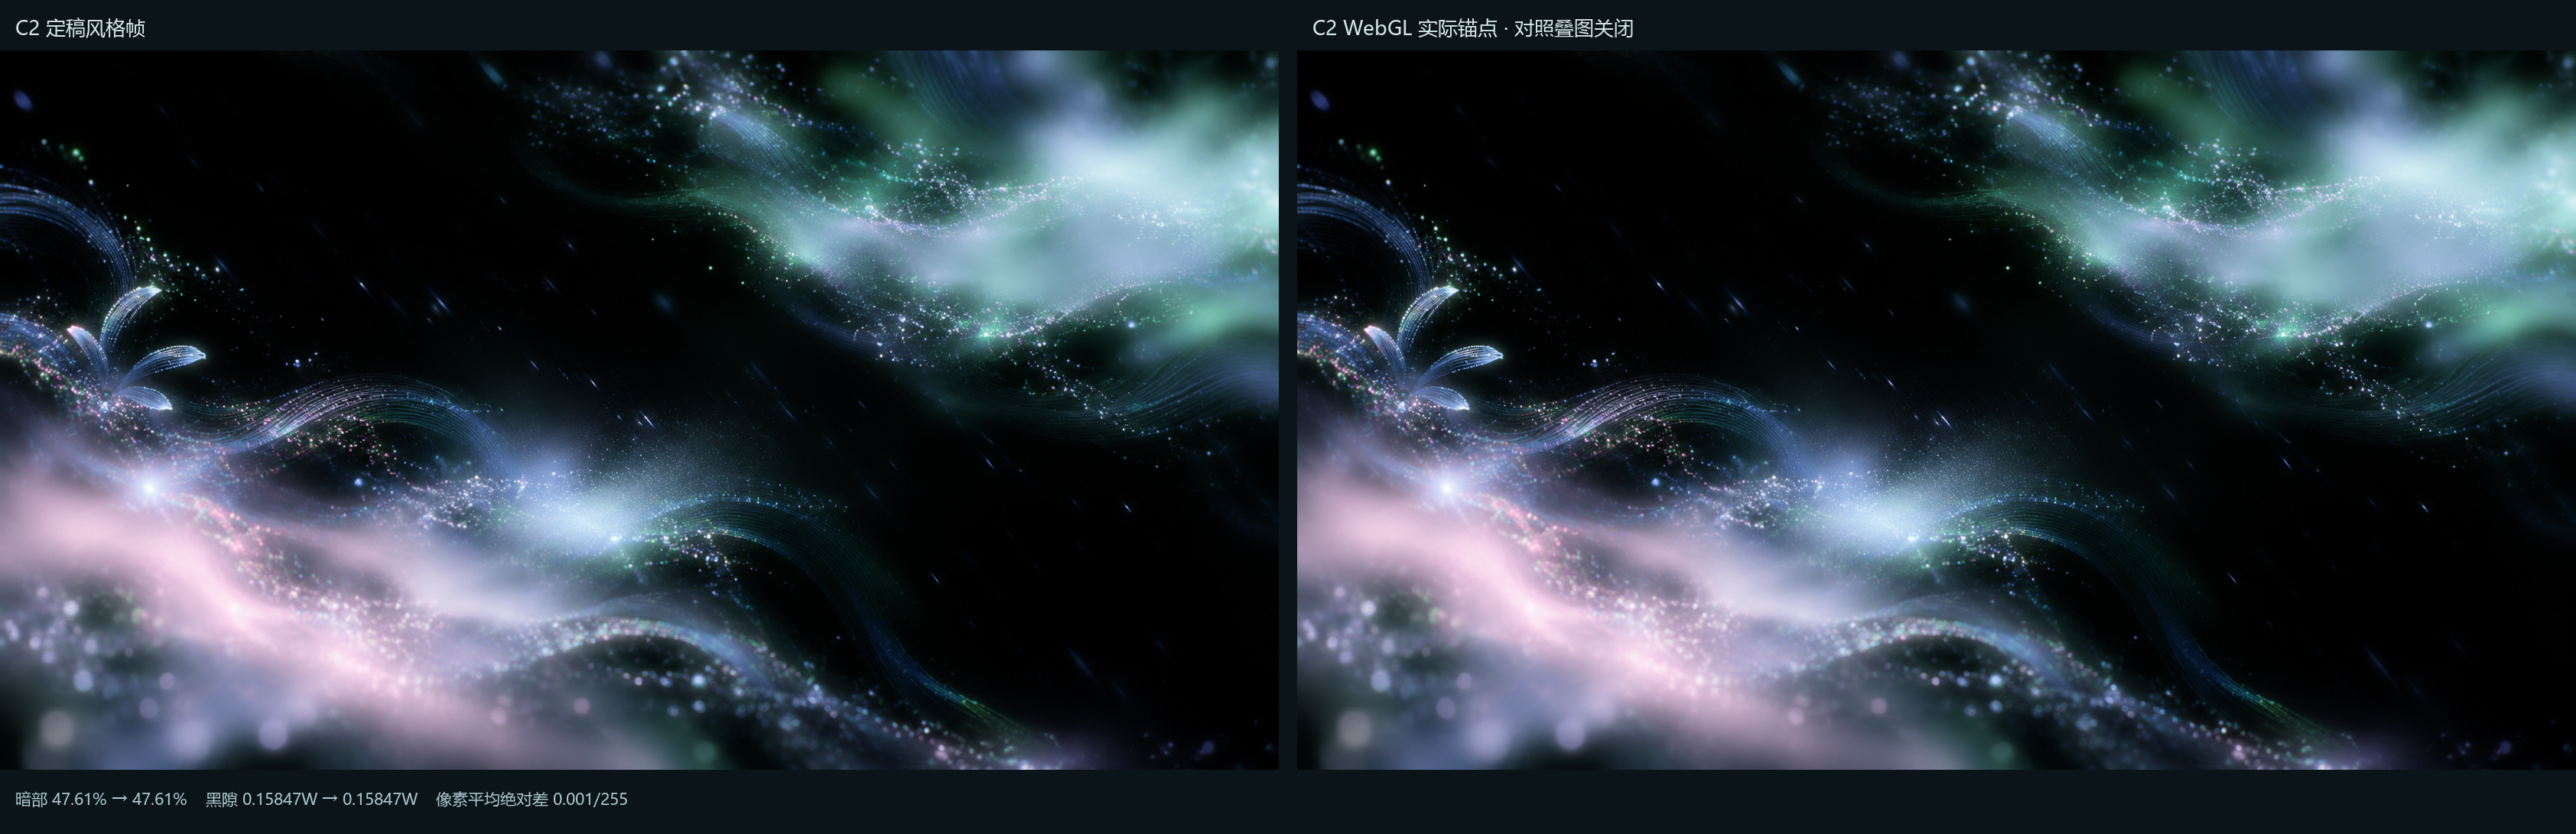 C2 定稿风格帧
C2 WebGL 实际锚点 · 对照叠图关闭
暗部 47.61% → 47.61% 黑隙 0.15847W → 0.15847W 像素平均绝对差 0.001/255